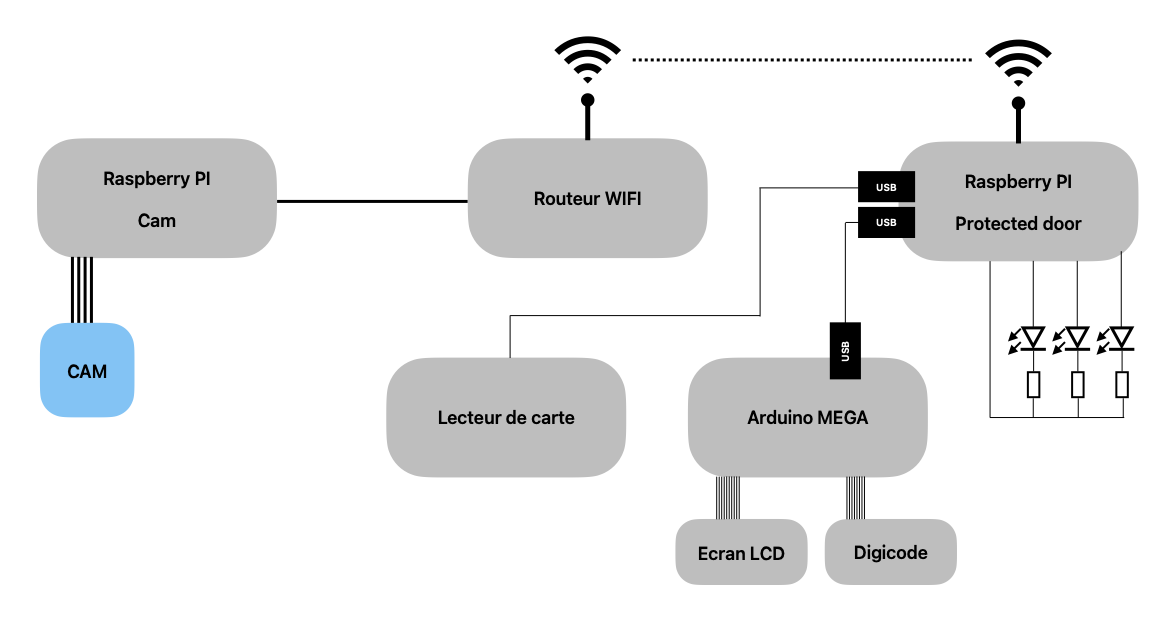 Raspberry PI
Cam
Routeur WIFI
Raspberry PI
Protected door
USB
USB
USB
CAM
Lecteur de carte
Arduino MEGA
Ecran LCD
Digicode